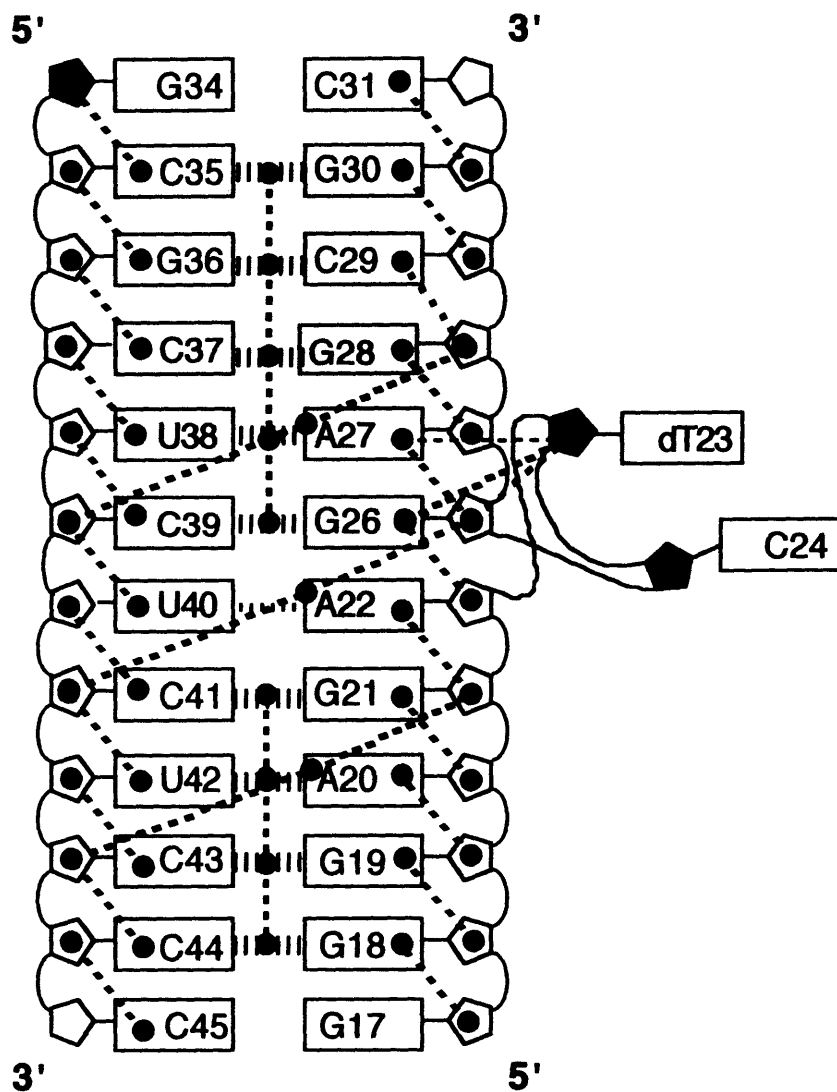 5' 3'
G34 C31
C35 G30
G36 C29
C37 G28
U38 A27 dT23
C39 G26 C24
U40 A22
C41 G21
U42 A20
C43 G19
C44 G18
C45 G17
3' 5'